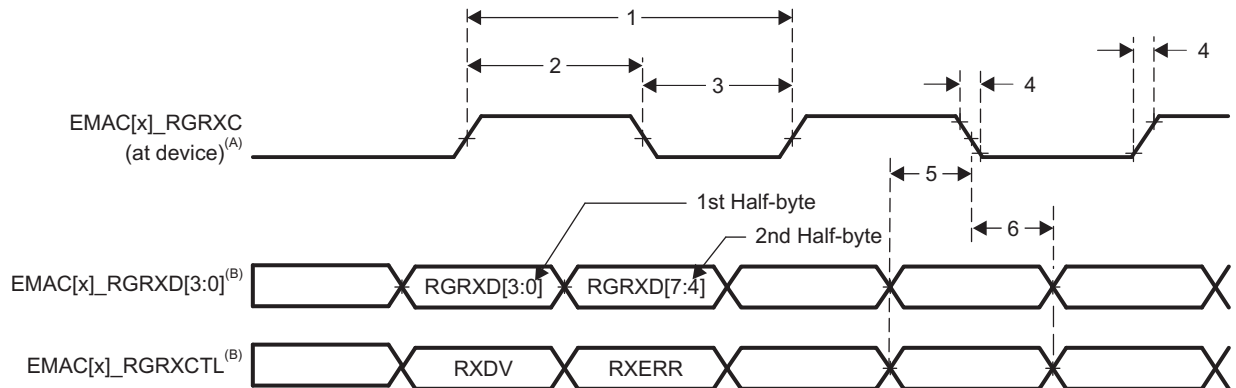 1
2
3
4
4
EMAC[x]_RGRXC
(at device)(A)
5
1st Half-byte
6
2nd Half-byte
EMAC[x]_RGRXD[3:0](B)
RGRXD[3:0]
RGRXD[7:4]
EMAC[x]_RGRXCTL(B)
RXDV
RXERR